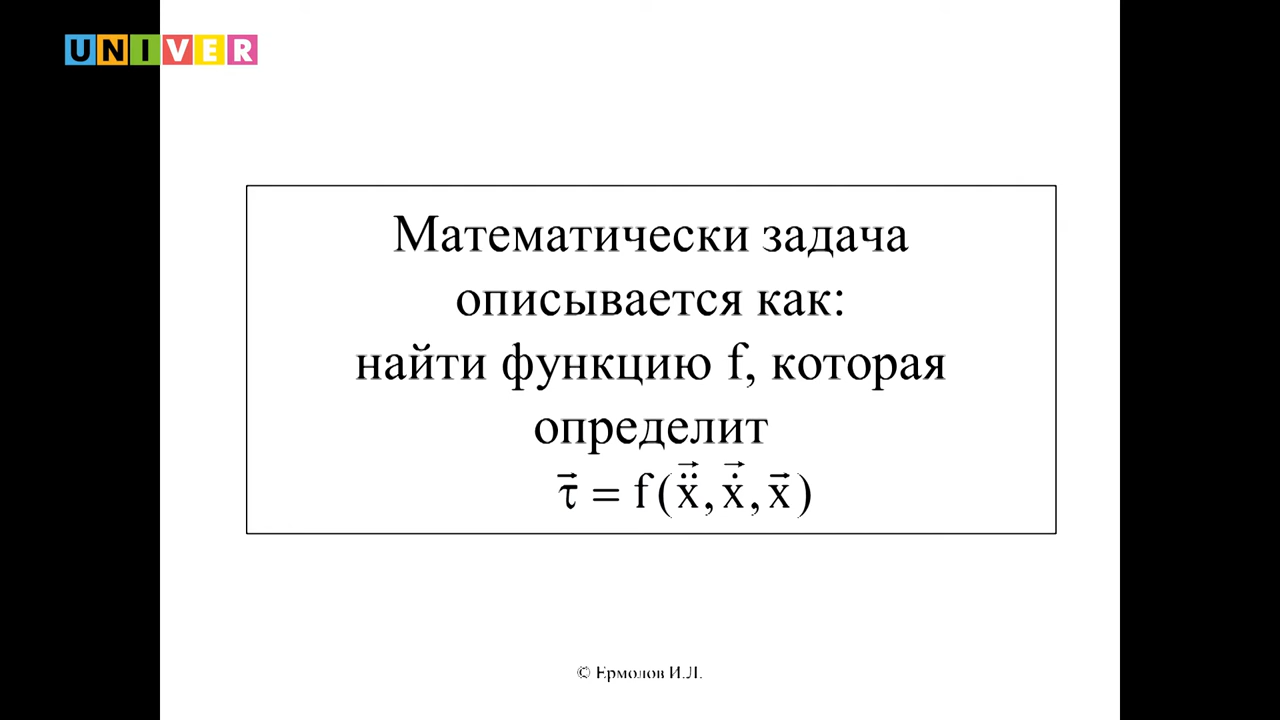 UNIVER
Математически задача
описывается как:
найти функцию f, которая
определит
τ⃗ = f (ẍ⃗, ẋ⃗, x⃗)
© Ермолов И.Л.